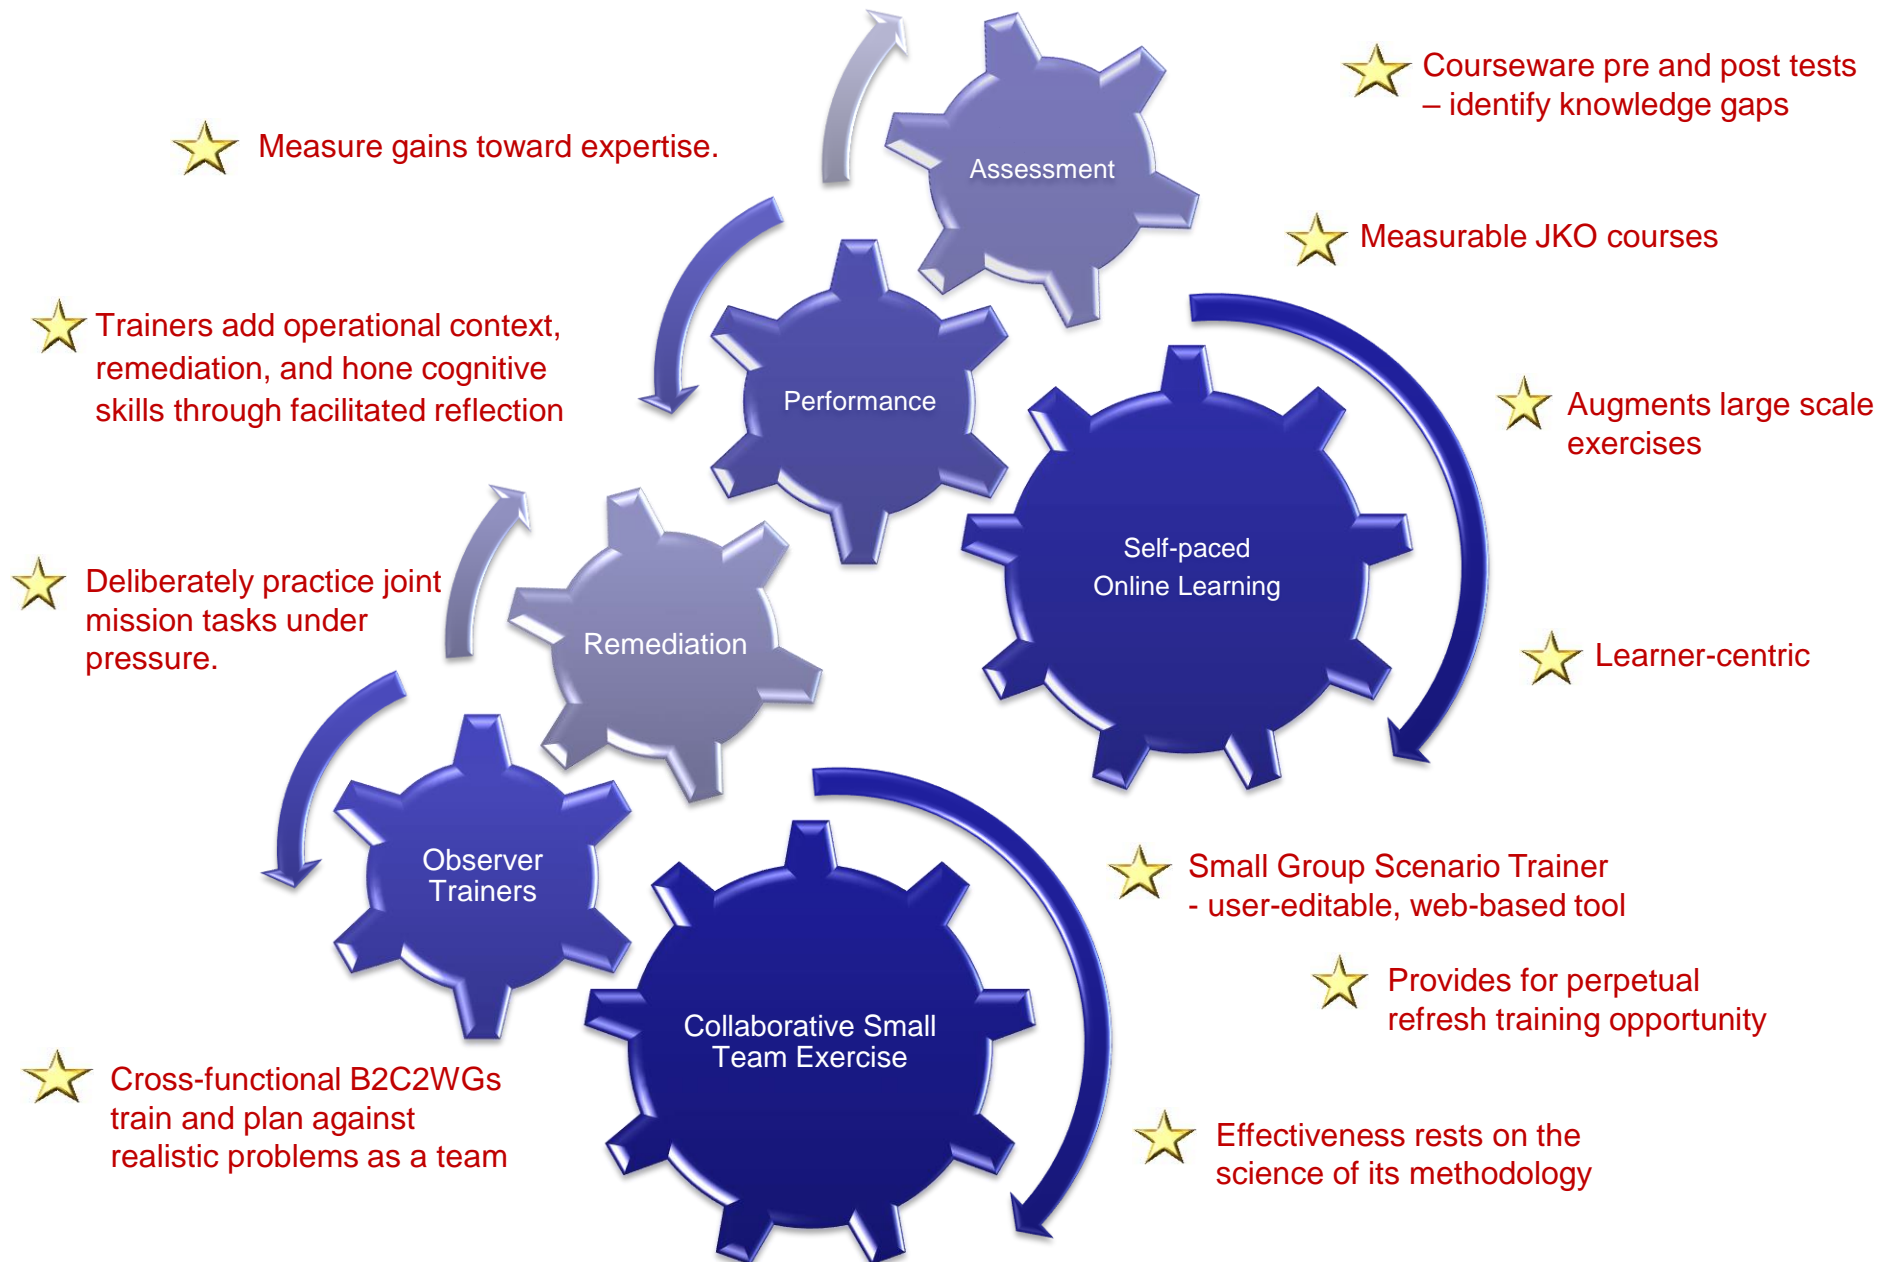 Courseware pre and post tests
– identify knowledge gaps
Measure gains toward expertise.
Assessment
Measurable JKO courses
Trainers add operational context,
remediation, and hone cognitive
skills through facilitated reflection
Performance
Augments large scale
exercises
Self-paced
Online Learning
Deliberately practice joint
mission tasks under
pressure.
Remediation
Learner-centric
Observer
Trainers
Small Group Scenario Trainer
- user-editable, web-based tool
Provides for perpetual
refresh training opportunity
Collaborative Small
Team Exercise
Cross-functional B2C2WGs
train and plan against
realistic problems as a team
Effectiveness rests on the
science of its methodology